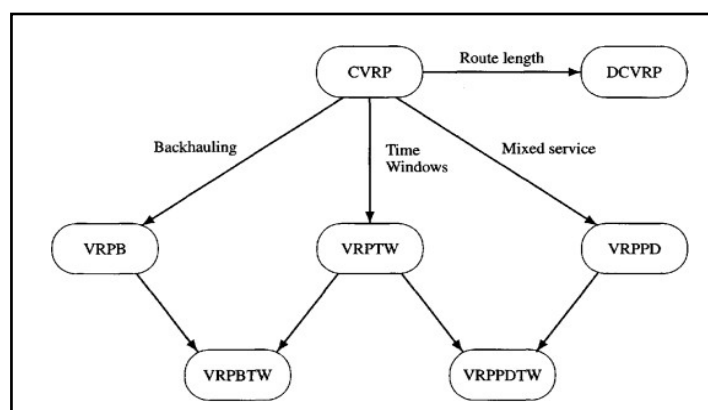 Route length
CVRP
DCVRP
Backhauling
Time
Windows
Mixed service
VRPB
VRPTW
VRPPD
VRPBTW
VRPPDTW